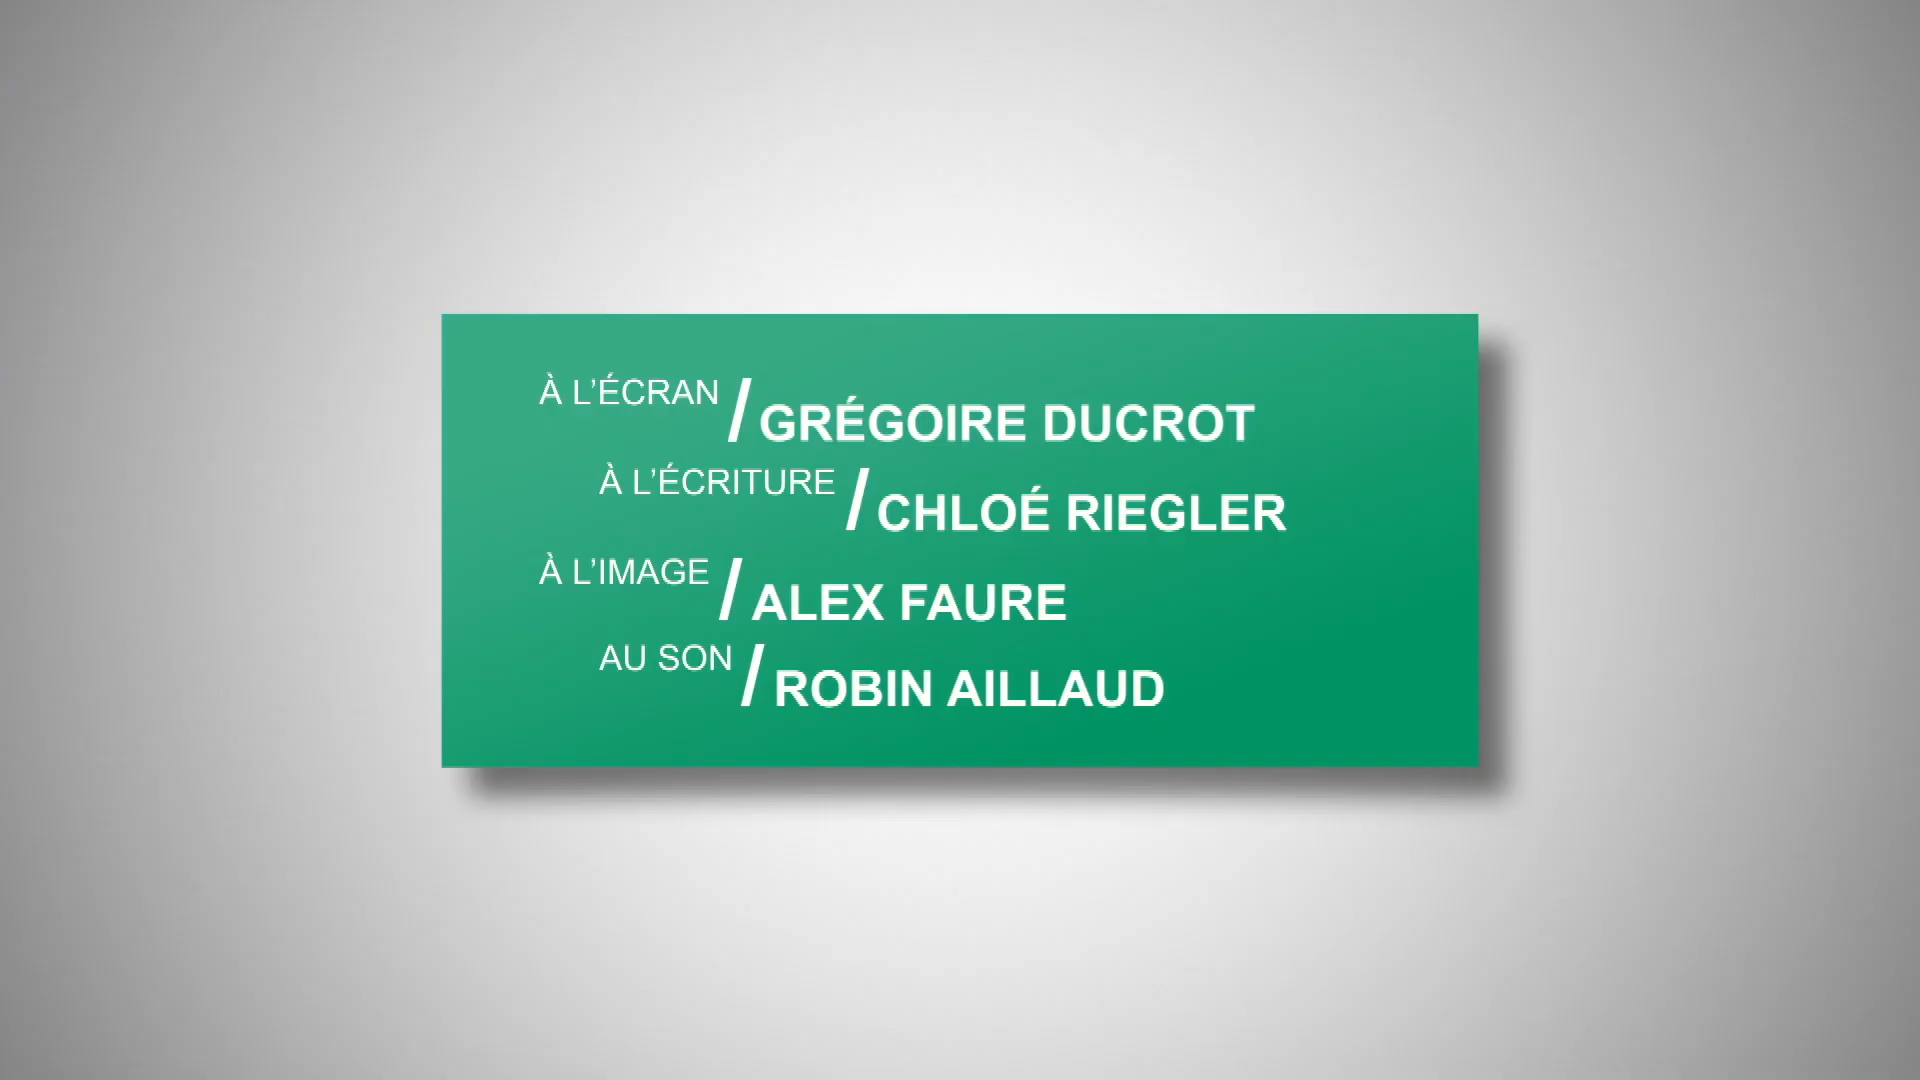 À L’ÉCRAN / GRÉGOIRE DUCROT
À L’ÉCRITURE / CHLOÉ RIEGLER
À L’IMAGE / ALEX FAURE
AU SON / ROBIN AILLAUD